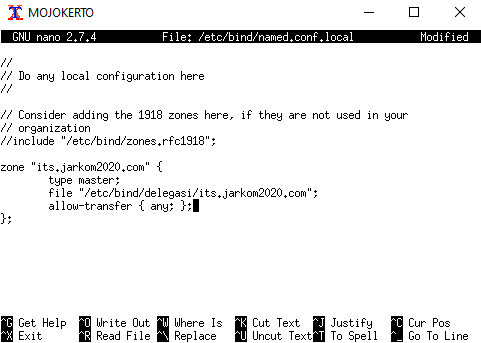 MOJOKERTO
GNU nano 2.7.4 File: /etc/bind/named.conf.local Modified
//
// Do any local configuration here
//
// Consider adding the 1918 zones here, if they are not used in your
// organization
//include "/etc/bind/zones.rfc1918";
zone "its.jarkom2020.com" {
        type master;
        file "/etc/bind/delegasi/its.jarkom2020.com";
        allow-transfer { any; };
};
^G Get Help ^O Write Out ^W Where Is ^K Cut Text ^J Justify ^C Cur Pos
^X Exit ^R Read File ^\ Replace ^U Uncut Text ^T To Spell ^_ Go To Line